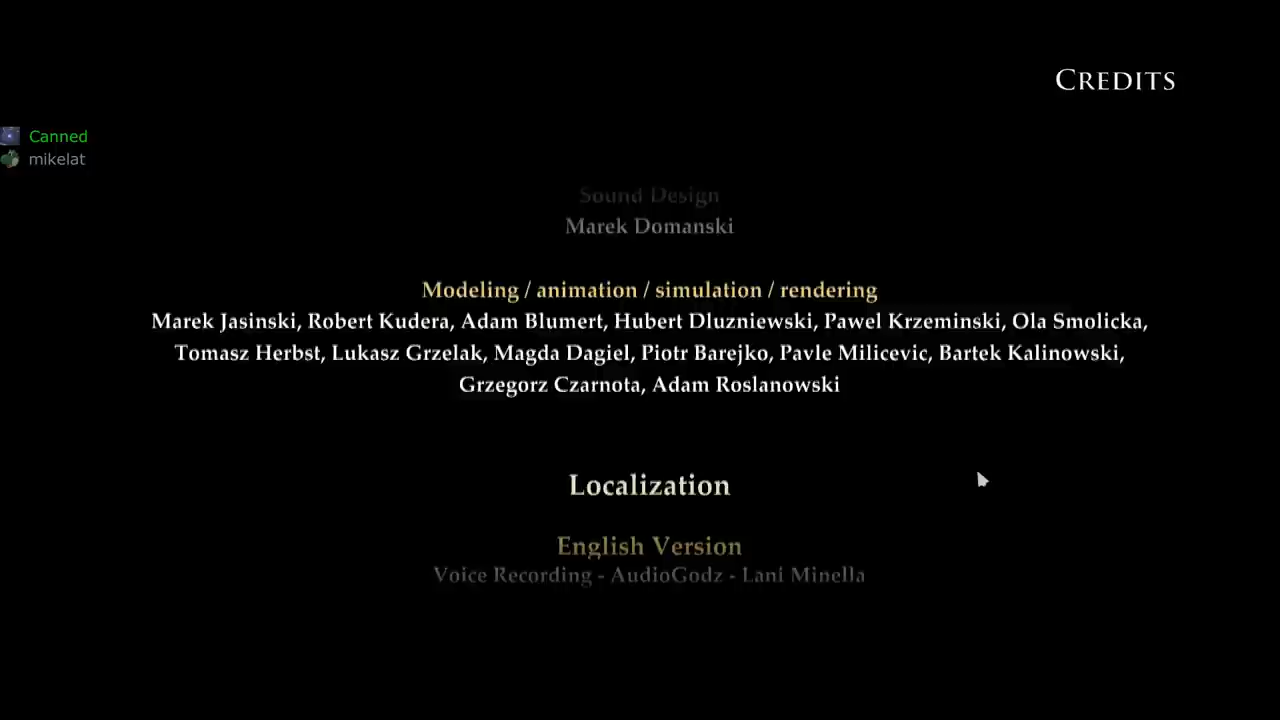 CREDITS
Canned
mikelat
Sound Design
Marek Domanski
Modeling / animation / simulation / rendering
Marek Jasinski, Robert Kudera, Adam Blumert, Hubert Dluzniewski, Pawel Krzeminski, Ola Smolicka,
Tomasz Herbst, Lukasz Grzelak, Magda Dagiel, Piotr Barejko, Pavle Milicevic, Bartek Kalinowski,
Grzegorz Czarnota, Adam Roslanowski
Localization
English Version
Voice Recording - AudioGodz - Lani Minella